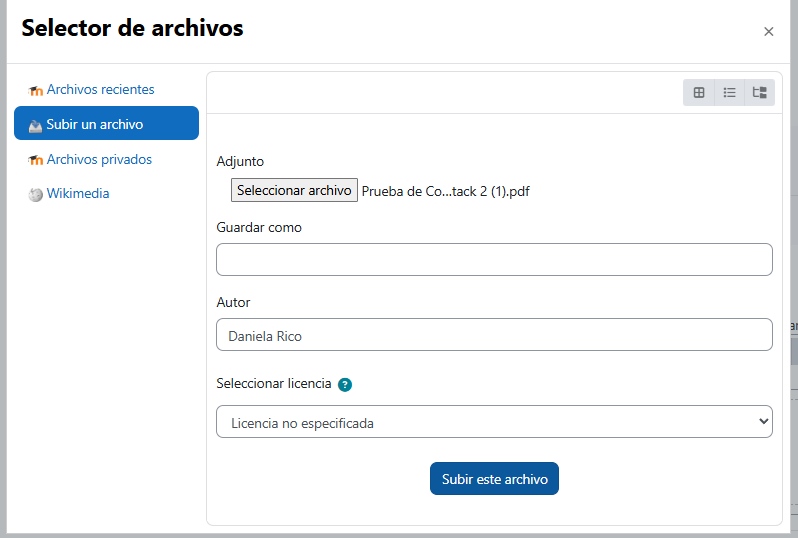 Selector de archivos
Archivos recientes
Subir un archivo
Archivos privados
Wikimedia
Adjunto
Seleccionar archivo Prueba de Co...tack 2 (1).pdf
Guardar como
Autor
Daniela Rico
Seleccionar licencia ?
Licencia no especificada
Subir este archivo